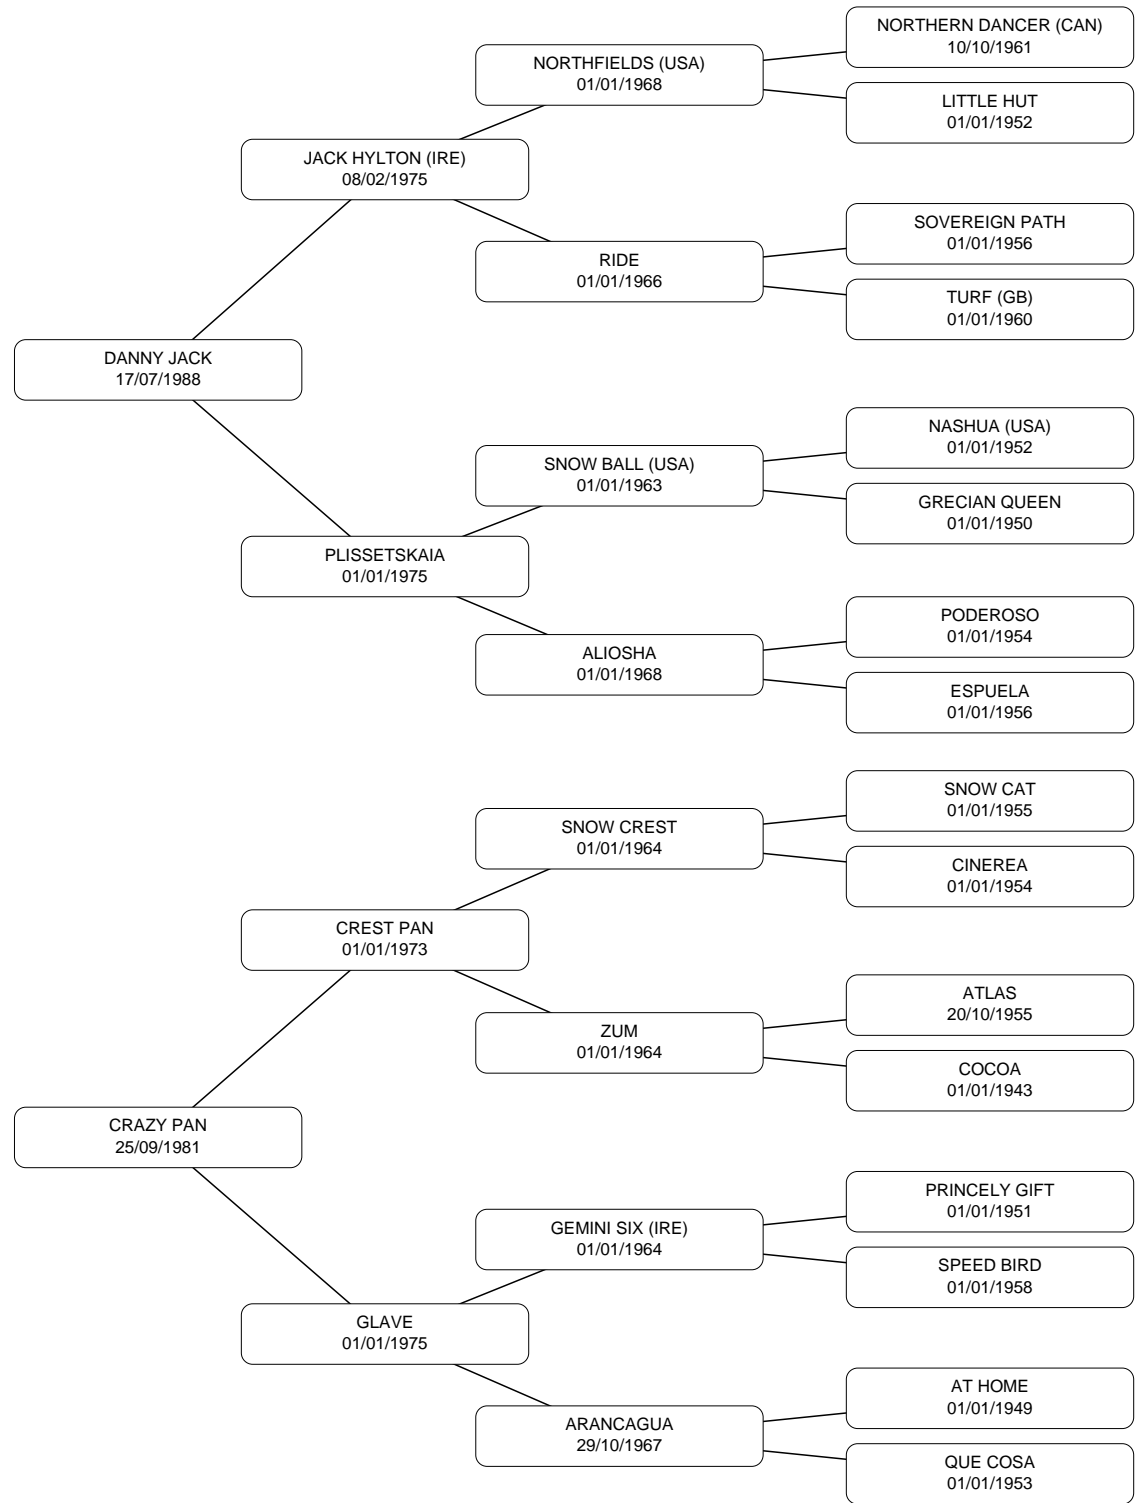 NORTHERN DANCER (CAN)
10/10/1961
NORTHFIELDS (USA)
01/01/1968
LITTLE HUT
01/01/1952
JACK HYLTON (IRE)
08/02/1975
SOVEREIGN PATH
01/01/1956
RIDE
01/01/1966
TURF (GB)
01/01/1960
DANNY JACK
17/07/1988
NASHUA (USA)
01/01/1952
SNOW BALL (USA)
01/01/1963
GRECIAN QUEEN
01/01/1950
PLISSETSKAIA
01/01/1975
PODEROSO
01/01/1954
ALIOSHA
01/01/1968
ESPUELA
01/01/1956
SNOW CAT
01/01/1955
SNOW CREST
01/01/1964
CINEREA
01/01/1954
CREST PAN
01/01/1973
ATLAS
20/10/1955
ZUM
01/01/1964
COCOA
01/01/1943
CRAZY PAN
25/09/1981
PRINCELY GIFT
01/01/1951
GEMINI SIX (IRE)
01/01/1964
SPEED BIRD
01/01/1958
GLAVE
01/01/1975
AT HOME
01/01/1949
ARANCAGUA
29/10/1967
QUE COSA
01/01/1953